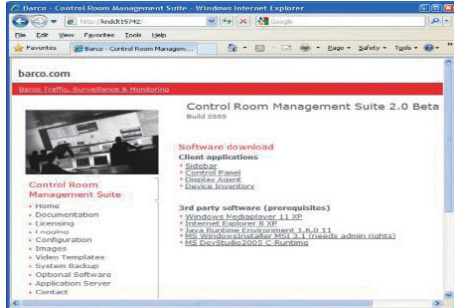 Barco - Control Room Management Suite - Windows Internet Explorer
http://knddt15742/
Google
File Edit View Favorites Tools Help
Favorites
Barco - Control Room Managem...
Page
Safety
Tools
barco.com
Barco Traffic, Surveillance & Monitoring
Control Room Management Suite 2.0 Beta
Build 0559
Software download
Client applications
Sidebar
Control Panel
Display Agent
Device Inventory
3rd party software (prerequisites)
Windows Mediaplayer 11 XP
Internet Explorer 8 XP
Java Runtime Environment 1.6.0 11
MS WindowsInstaller MSI 3.1 (needs admin rights)
MS DevStudio2005 C-Runtime
Control Room
Management Suite
Home
Documentation
Licensing
Logging
Configuration
Images
Video Templates
System Backup
Optional Software
Application Server
Contact